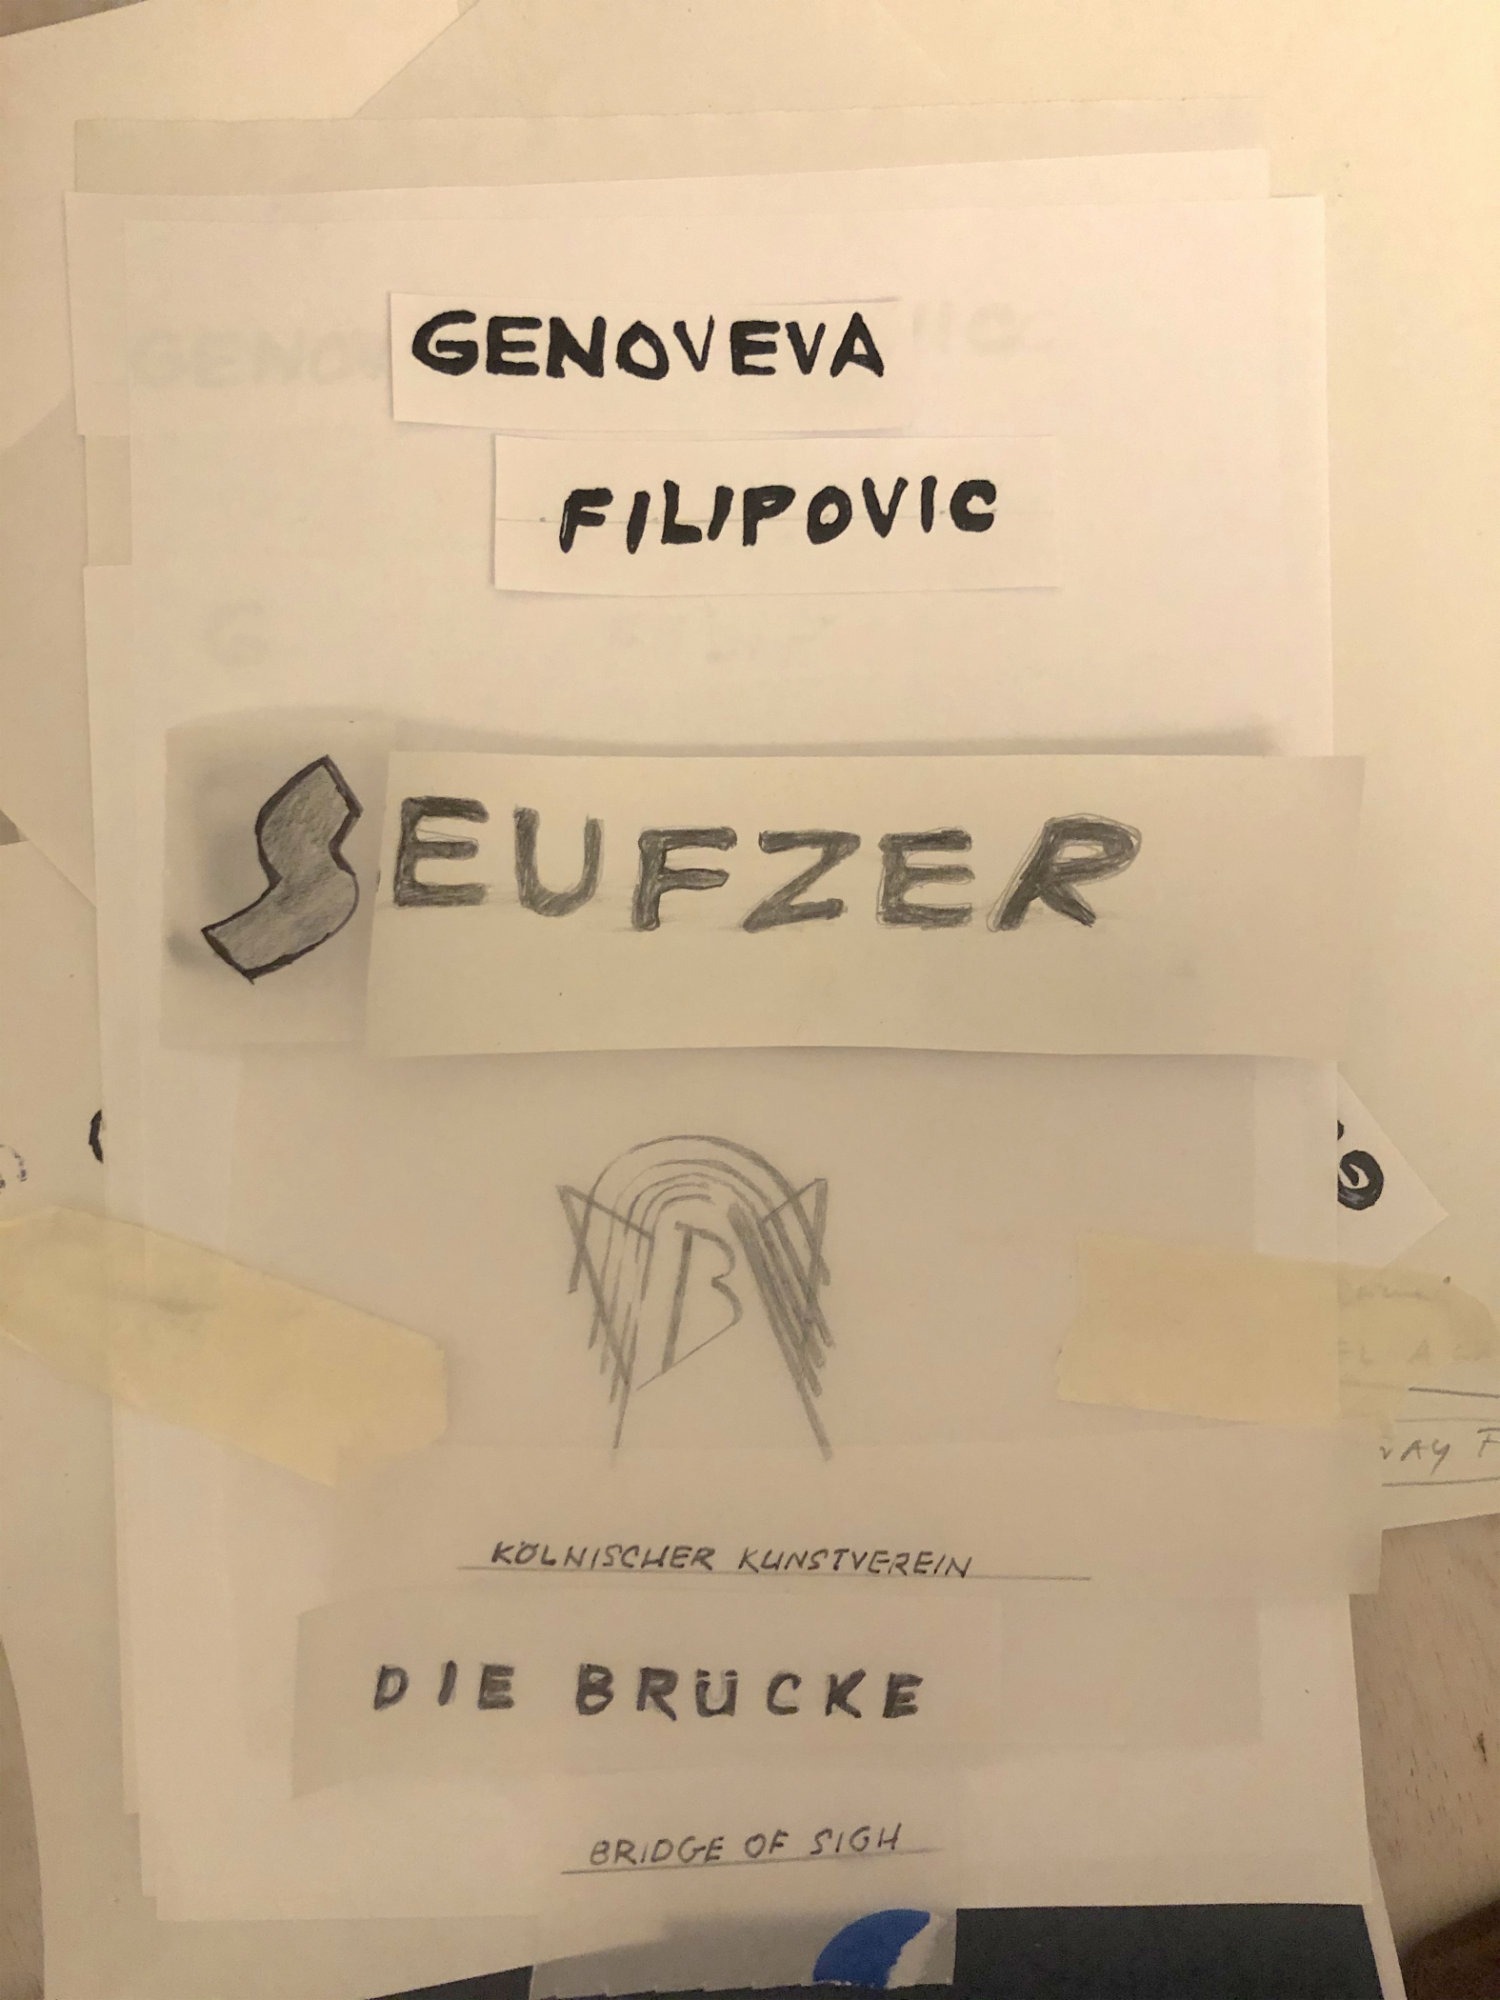 GENOVEVA
FILIPOVIC
SEUFZER
B
KÖLNISCHER KUNSTVEREIN
DIE BRÜCKE
BRIDGE OF SIGH